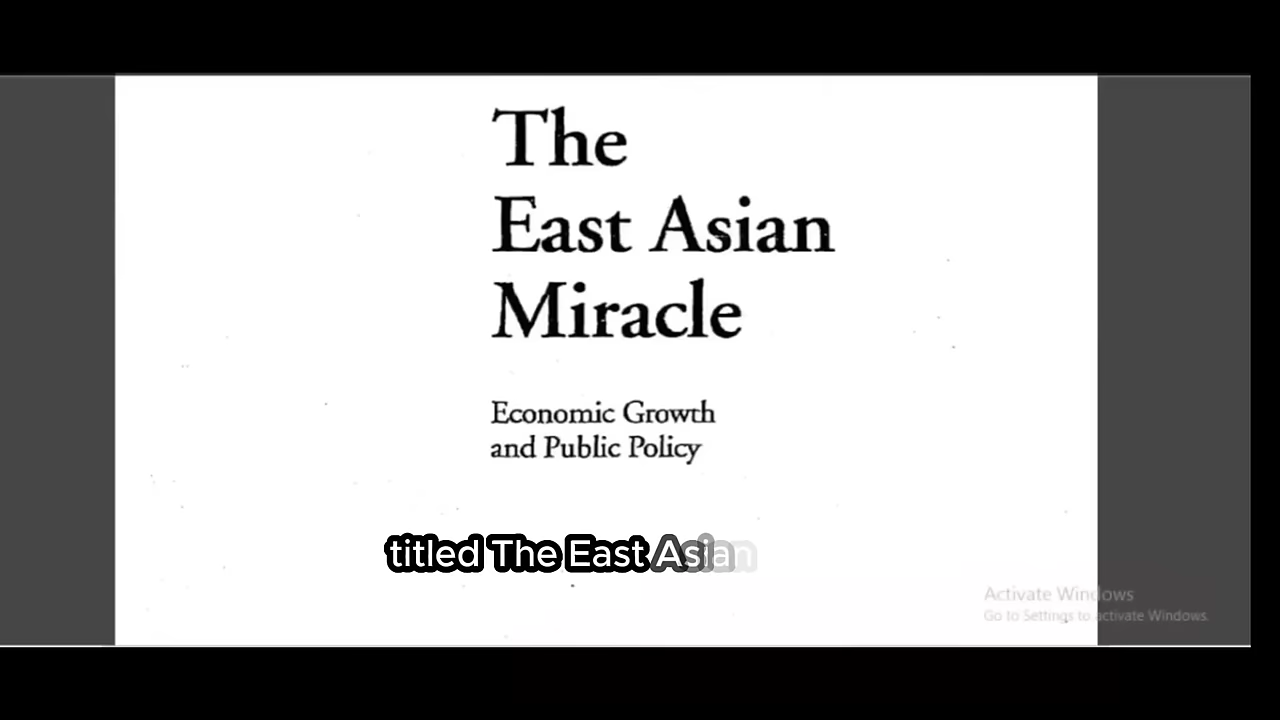 The
East Asian
Miracle
Economic Growth
and Public Policy
titled The East Asian
Activate Windows
Go to Settings to activate Windows.